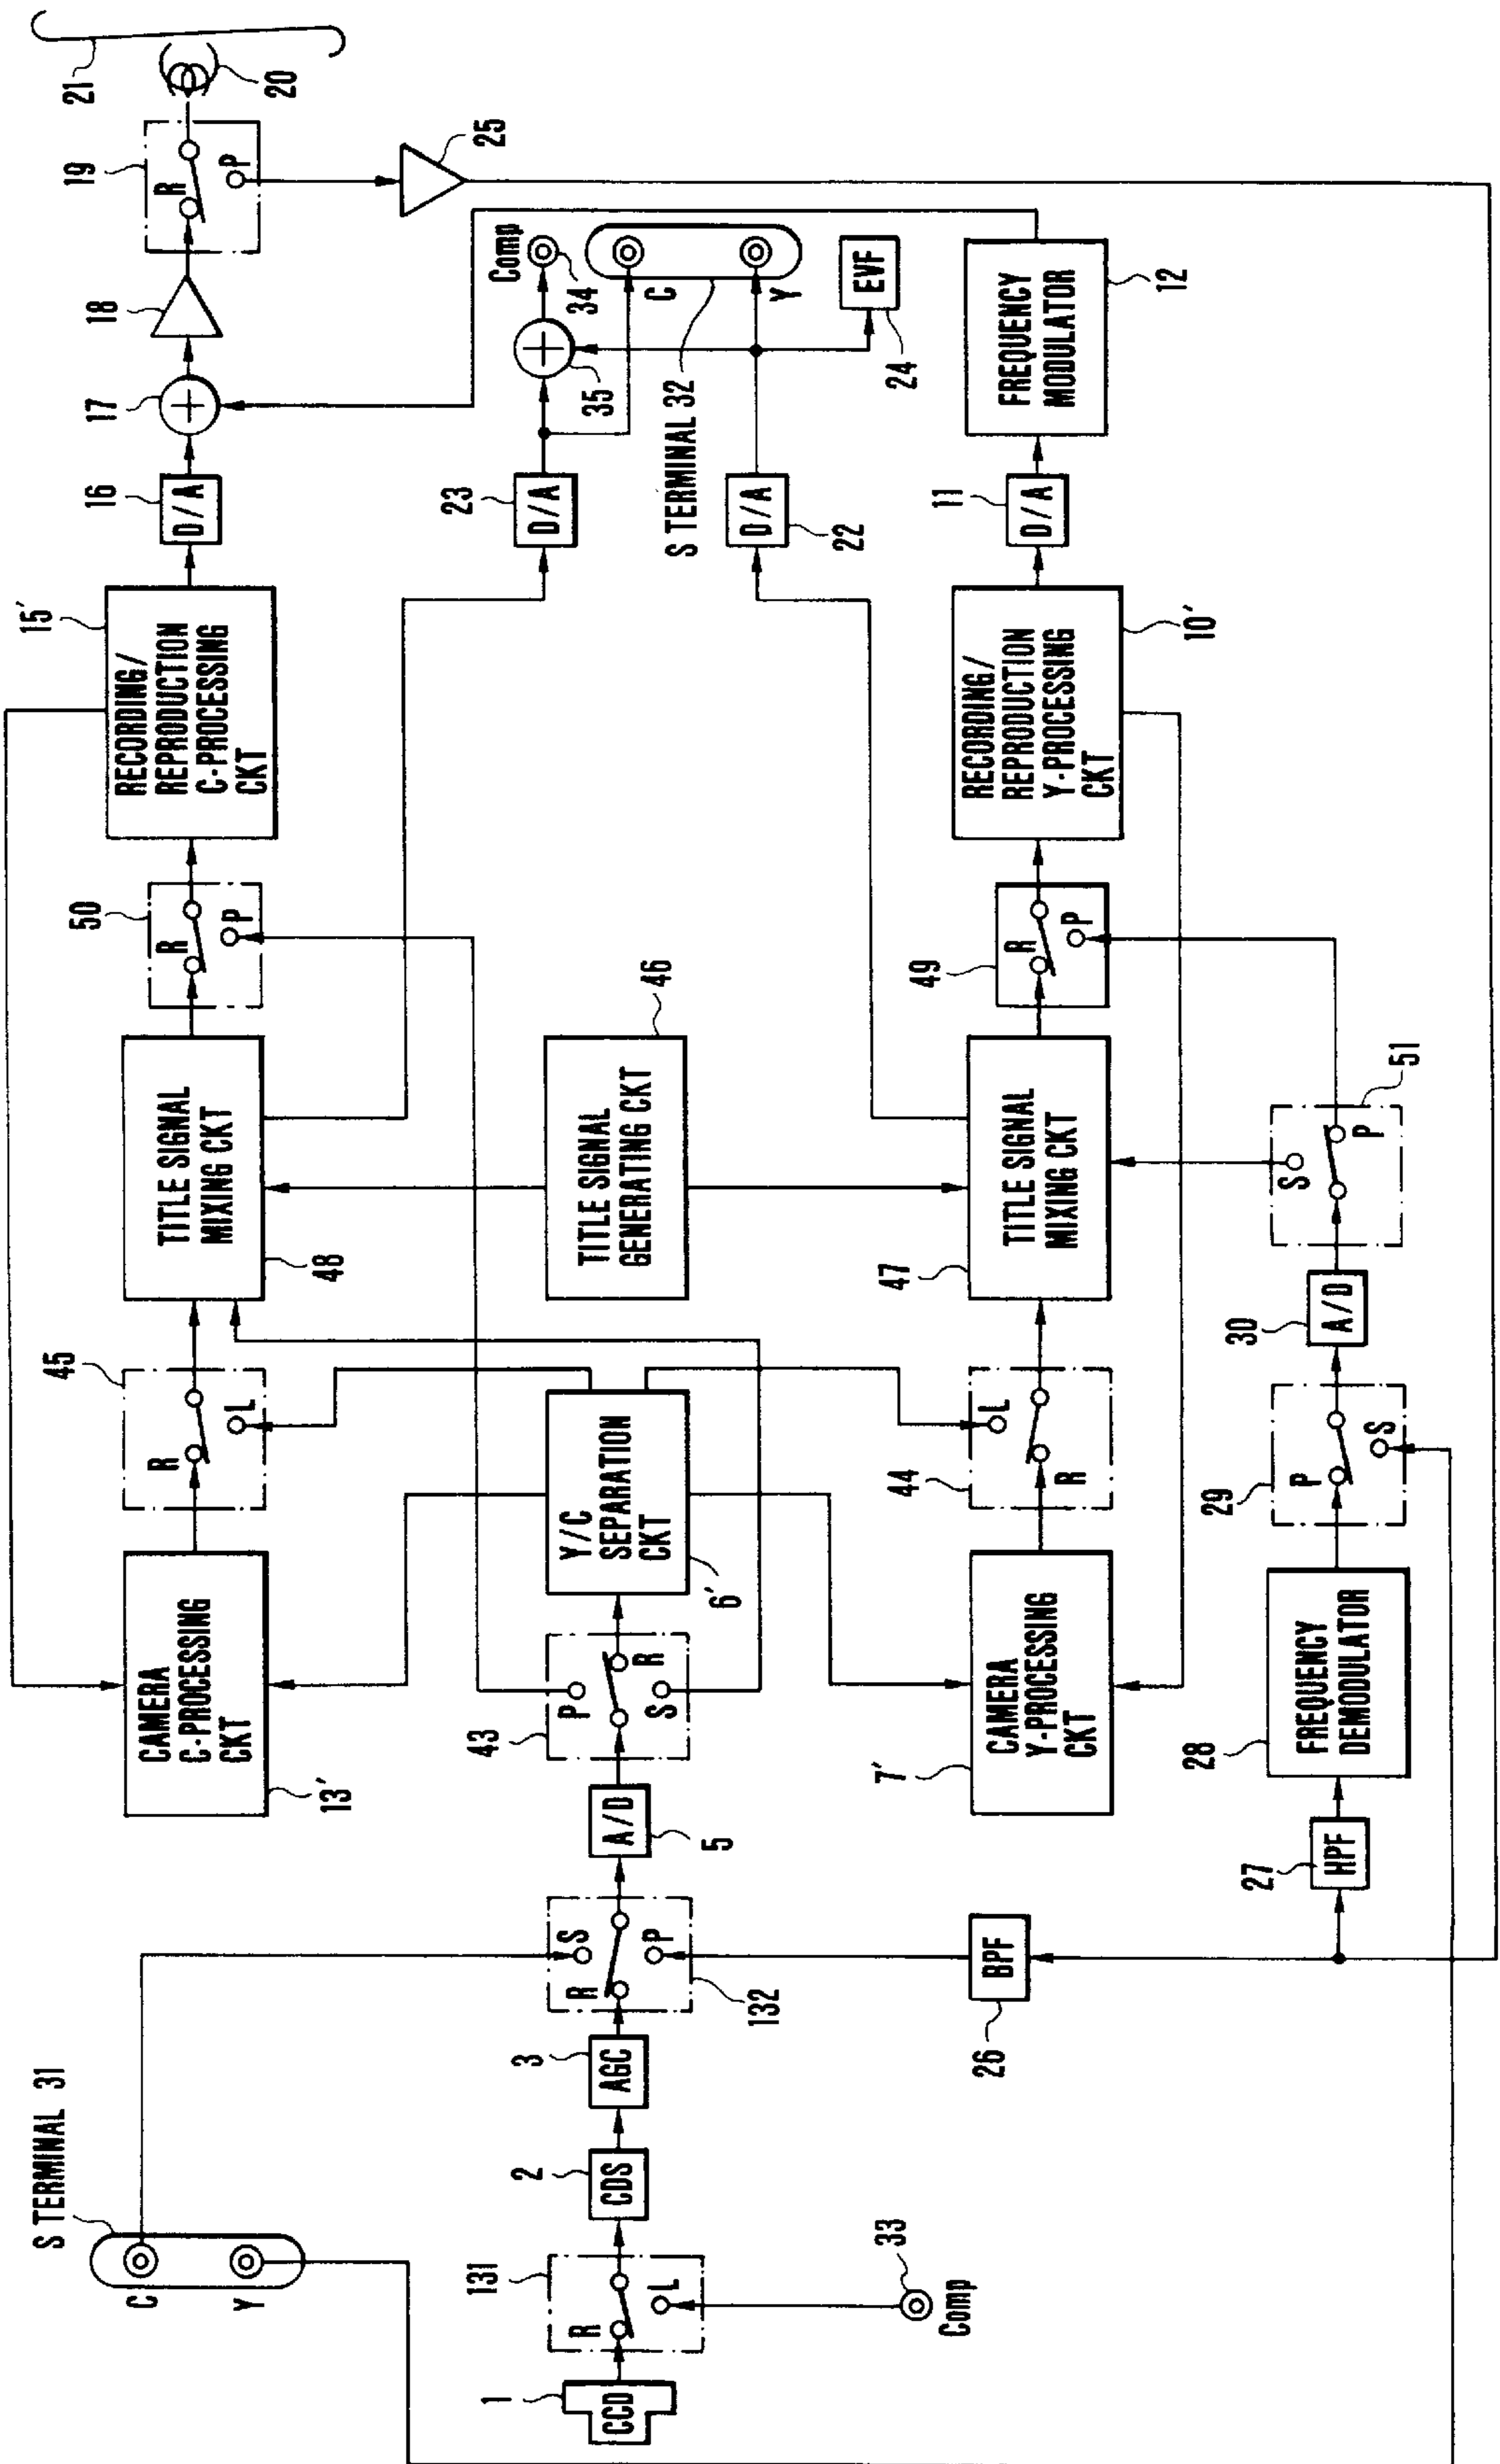 S TERMINAL 31
C
Y
1
CCD
131
R
L
33
Comp
2
CDS
3
AGC
132
R
S
P
26
BPF
A/D
5
43
P
R
S
Y/C
SEPARATION
CKT
6'
CAMERA
C-PROCESSING
CKT
13'
45
R
L
TITLE SIGNAL
MIXING CKT
48
50
R
P
RECORDING/
REPRODUCTION
C-PROCESSING
CKT
15'
16
D/A
17
18
19
R
P
20
21
25
TITLE SIGNAL
GENERATING CKT
46
23
D/A
35
Comp
34
S TERMINAL 32
C
Y
D/A
22
EVF
24
CAMERA
Y-PROCESSING
CKT
7'
44
R
L
TITLE SIGNAL
MIXING CKT
47
49
R
P
RECORDING/
REPRODUCTION
Y-PROCESSING
CKT
10'
11
D/A
FREQUENCY
MODULATOR
12
27
HPF
28
FREQUENCY
DEMODULATOR
29
P
S
30
A/D
S
P
51